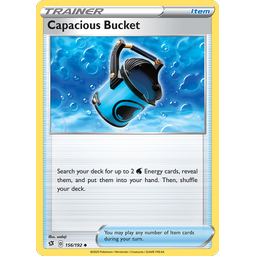 TRAINER Item
Capacious Bucket
Search your deck for up to 2 Energy cards, reveal
them, and put them into your hand. Then, shuffle
your deck.
156/192
You may play any number of Item cards
during your turn.